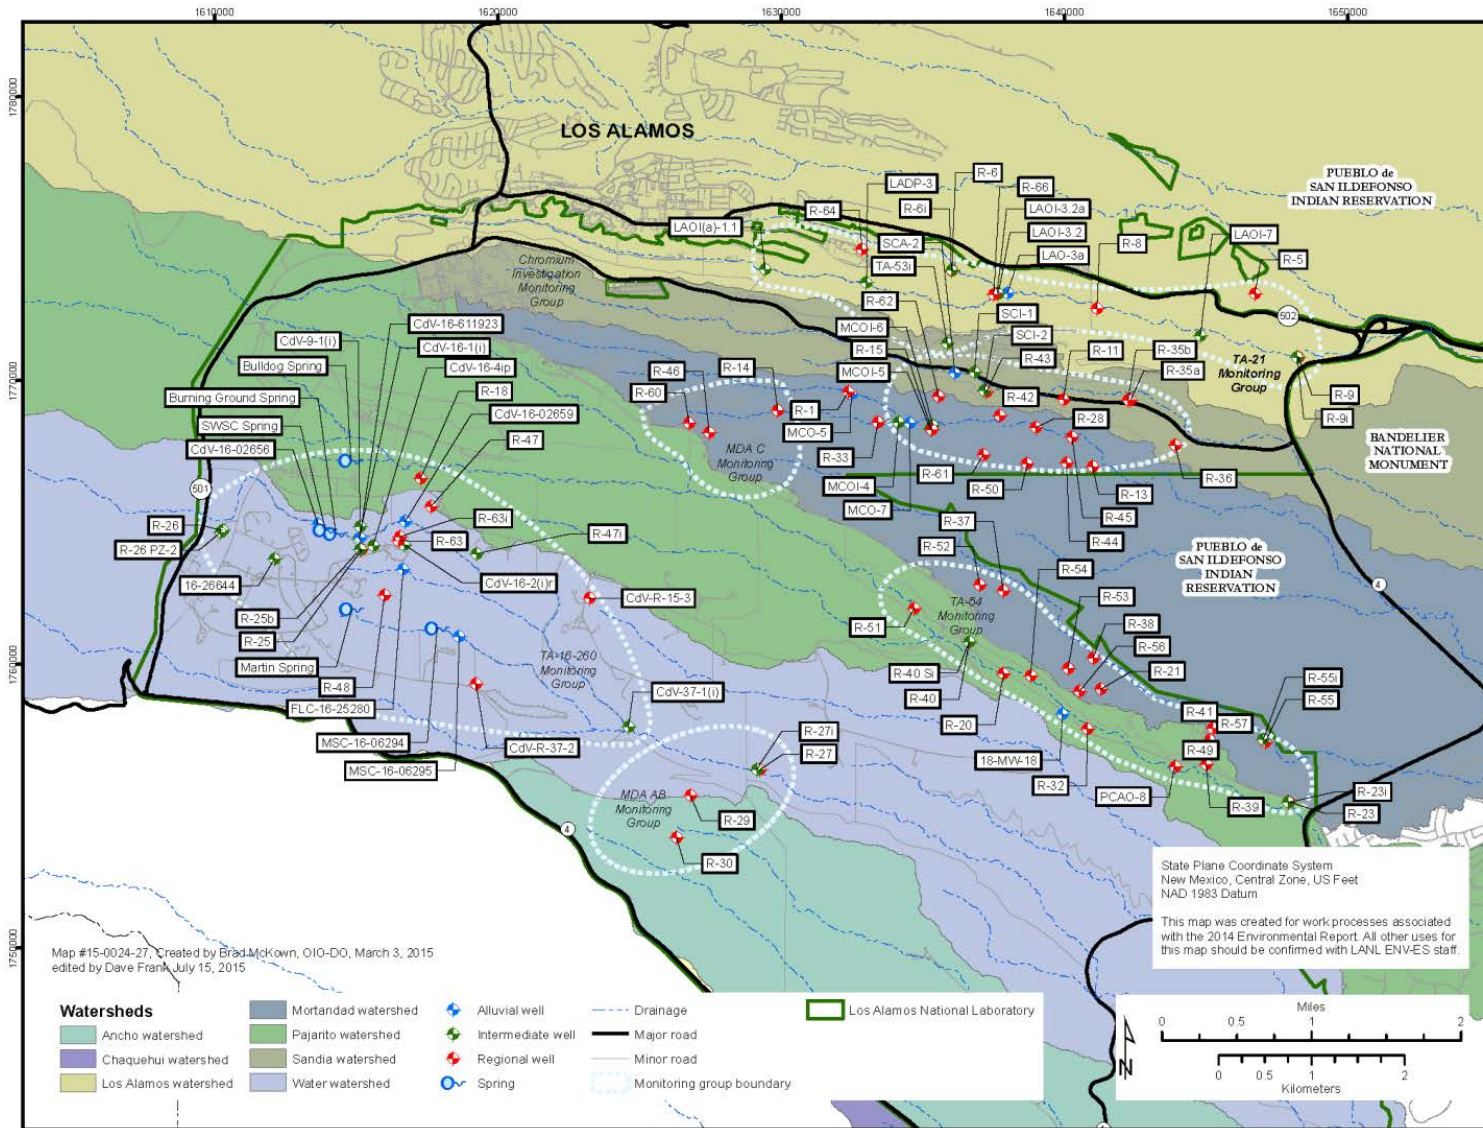 1610000
1620000
1630000
1640000
1650000
1780000
1770000
1760000
1750000
LOS ALAMOS
PUEBLO de
SAN ILDEFONSO
INDIAN RESERVATION
R-6
LADP-3
R-66
R-64
R-6i
LAOI-3.2a
LAOI(a)-1.1
SCA-2
LAOI-3.2
R-8
LAOI-7
TA-53i
LAO-3a
R-5
Chromium
Investigation
Monitoring
Group
R-62
502
CdV-16-611923
MCOI-6
SCI-1
CdV-9-1(i)
CdV-16-1(i)
R-15
SCI-2
R-11
R-35b
TA-21
Monitoring
Group
Bulldog Spring
CdV-16-4ip
R-46
R-14
MCOI-5
R-43
R-35a
Burning Ground Spring
R-18
R-60
R-1
R-42
R-28
R-9
SWSC Spring
CdV-16-02659
MCO-5
R-9i
CdV-16-02656
R-47
MDA C
Monitoring
Group
R-33
R-61
R-36
BANDELIER
NATIONAL
MONUMENT
501
MCOI-4
R-50
R-13
R-26
R-63i
MCO-7
R-45
R-26 PZ-2
R-63
R-47i
R-37
R-44
R-52
PUEBLO de
SAN ILDEFONSO
INDIAN
RESERVATION
16-26644
CdV-16-2(i)r
R-54
4
CdV-R-15-3
TA-54
Monitoring
Group
R-53
R-25b
R-51
R-38
R-25
R-56
Martin Spring
TA-16-260
Monitoring
Group
R-40 Si
R-21
R-48
CdV-37-1(i)
R-40
R-55i
FLC-16-25280
R-41
R-55
R-20
R-57
MSC-16-06294
CdV-R-37-2
R-27i
18-MW-18
R-49
MSC-16-06295
R-27
R-32
PCAO-8
R-39
R-23i
MDA AB
Monitoring
Group
R-29
R-23
4
R-30
State Plane Coordinate System
New Mexico, Central Zone, US Feet
NAD 1983 Datum
This map was created for work processes associated
with the 2014 Environmental Report. All other uses for
this map should be confirmed with LANL ENV-ES staff.
Map #15-0024-27, Created by Brad McKown, OIO-DO, March 3, 2015
edited by Dave Frank July 15, 2015
Watersheds
Ancho watershed
Chaquehui watershed
Los Alamos watershed
Mortandad watershed
Pajarito watershed
Sandia watershed
Water watershed
Alluvial well
Intermediate well
Regional well
Spring
Drainage
Major road
Minor road
Monitoring group boundary
Los Alamos National Laboratory
N
Miles
0 0.5 1 2
0 0.5 1 2
Kilometers